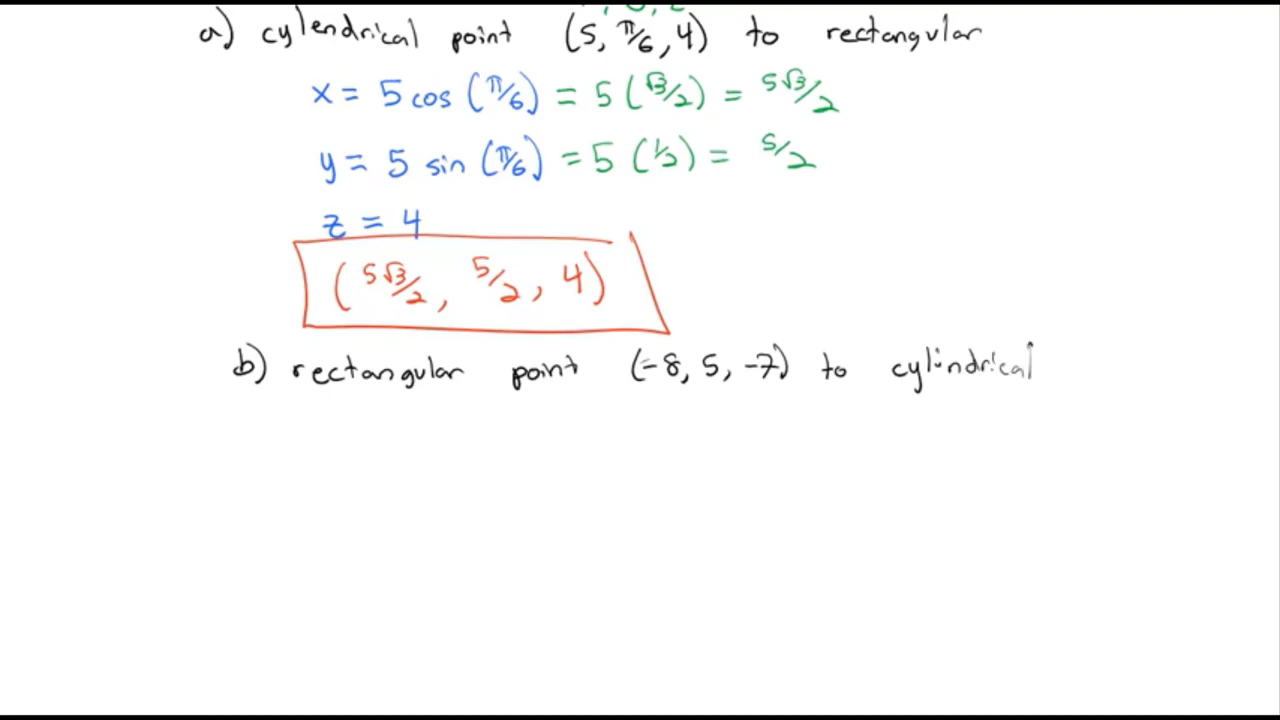 a) cylendrical point (5, π/6, 4) to rectangular
x = 5 cos (π/6) = 5 (√3/2) = 5√3/2
y = 5 sin (π/6) = 5 (1/2) = 5/2
z = 4
(5√3/2, 5/2, 4)
b) rectangular point (-8, 5, -7) to cylindrical